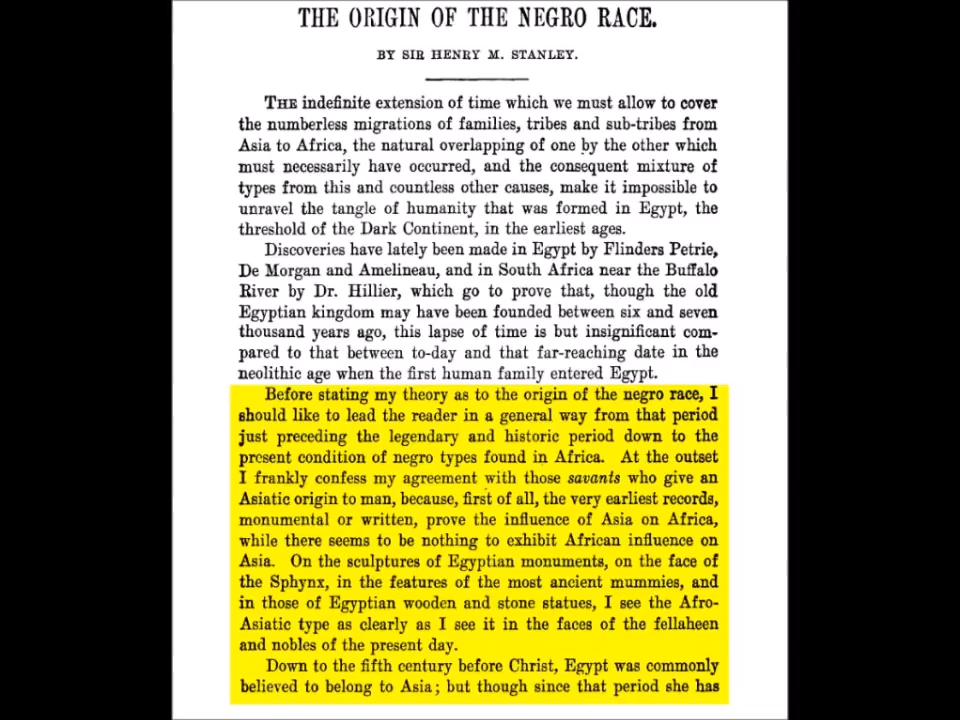 THE ORIGIN OF THE NEGRO RACE.
BY SIR HENRY M. STANLEY.
THE indefinite extension of time which we must allow to cover
the numberless migrations of families, tribes and sub-tribes from
Asia to Africa, the natural overlapping of one by the other which
must necessarily have occurred, and the consequent mixture of
types from this and countless other causes, make it impossible to
unravel the tangle of humanity that was formed in Egypt, the
threshold of the Dark Continent, in the earliest ages.
Discoveries have lately been made in Egypt by Flinders Petrie,
De Morgan and Amelineau, and in South Africa near the Buffalo
River by Dr. Hillier, which go to prove that, though the old
Egyptian kingdom may have been founded between six and seven
thousand years ago, this lapse of time is but insignificant com-
pared to that between to-day and that far-reaching date in the
neolithic age when the first human family entered Egypt.
Before stating my theory as to the origin of the negro race, I
should like to lead the reader in a general way from that period
just preceding the legendary and historic period down to the
present condition of negro types found in Africa. At the outset
I frankly confess my agreement with those savants who give an
Asiatic origin to man, because, first of all, the very earliest records,
monumental or written, prove the influence of Asia on Africa,
while there seems to be nothing to exhibit African influence on
Asia. On the sculptures of Egyptian monuments, on the face of
the Sphynx, in the features of the most ancient mummies, and
in those of Egyptian wooden and stone statues, I see the Afro-
Asiatic type as clearly as I see it in the faces of the fellaheen
and nobles of the present day.
Down to the fifth century before Christ, Egypt was commonly
believed to belong to Asia; but though since that period she has